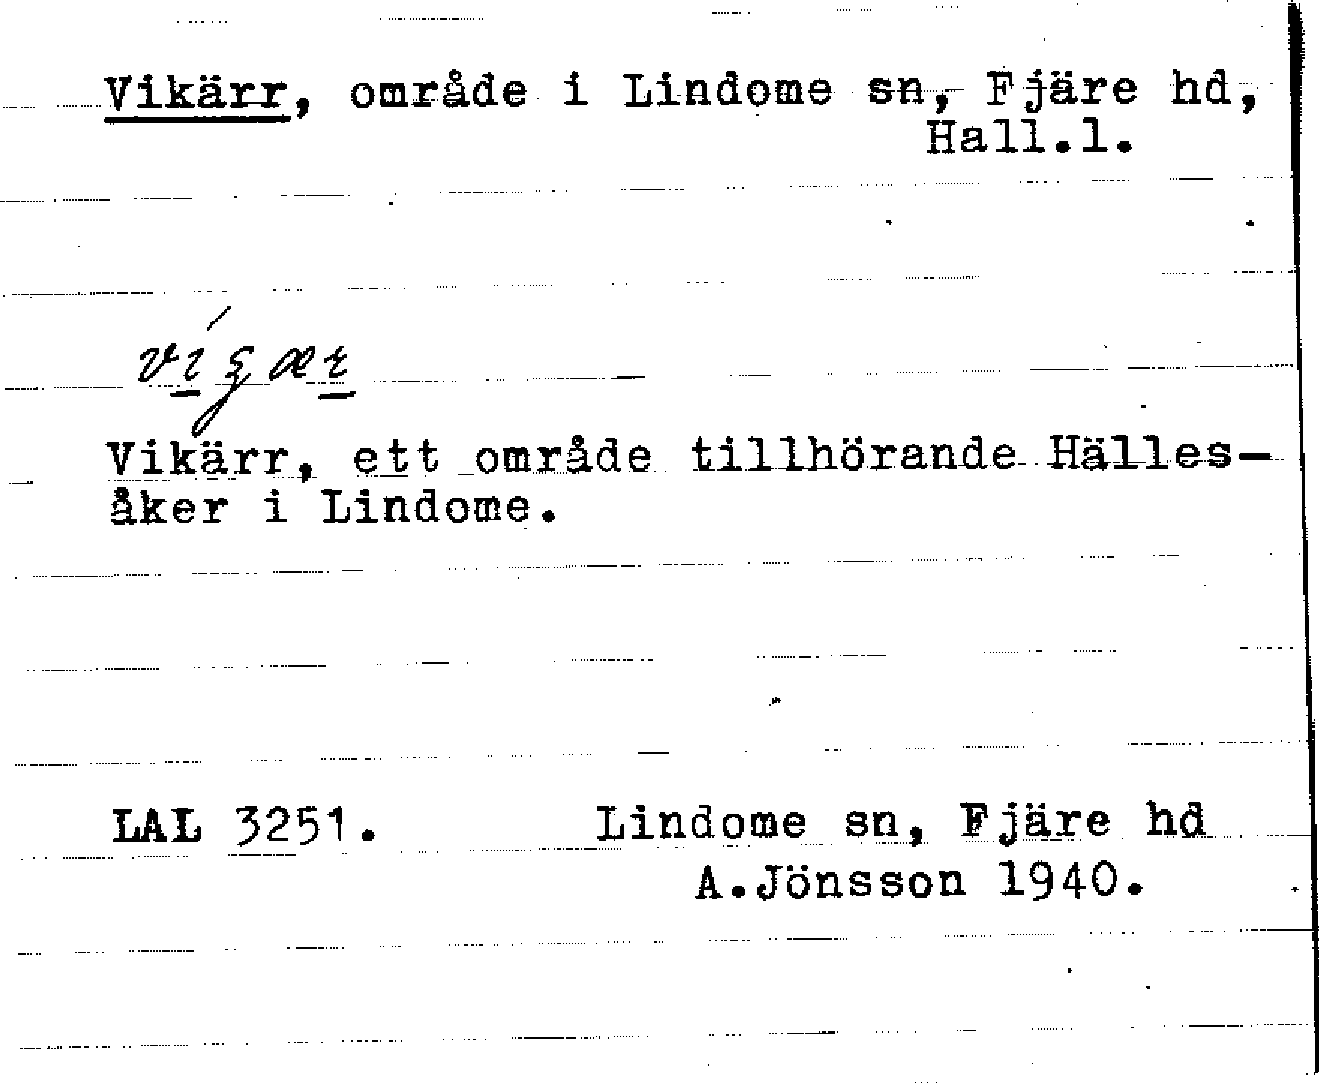 Vikärr, område i Lindome sn, Fjäre hd,
Hall.l.
Vikärr, ett område tillhörande Hälles-
åker i Lindome.
LAL 3251. Lindome sn, Fjäre hd
A.Jönsson 1940.